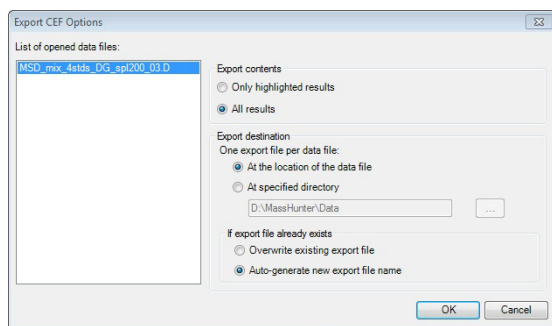 Export CEF Options
List of opened data files:
MSD_mix_4stds_DG_spl200_03.D
Export contents
Only highlighted results
All results
Export destination
One export file per data file:
At the location of the data file
At specified directory
D:\MassHunter\Data
...
If export file already exists
Overwrite existing export file
Auto-generate new export file name
OK
Cancel